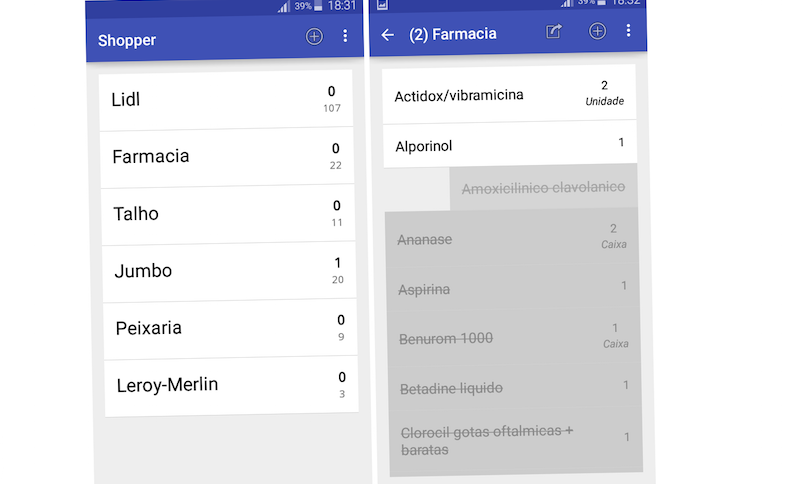 39% 18:31
Shopper
Lidl
0
107
Farmacia
0
22
Talho
0
11
Jumbo
1
20
Peixaria
0
9
Leroy-Merlin
0
3
39% 18:32
(2) Farmacia
Actidox/vibramicina
2
Unidade
Alporinol
1
Amoxicilinico clavolanico
Ananase
2
Caixa
Aspirina
1
Benurom 1000
1
Caixa
Betadine liquido
1
Clorocil gotas oftalmicas +
baratas
1